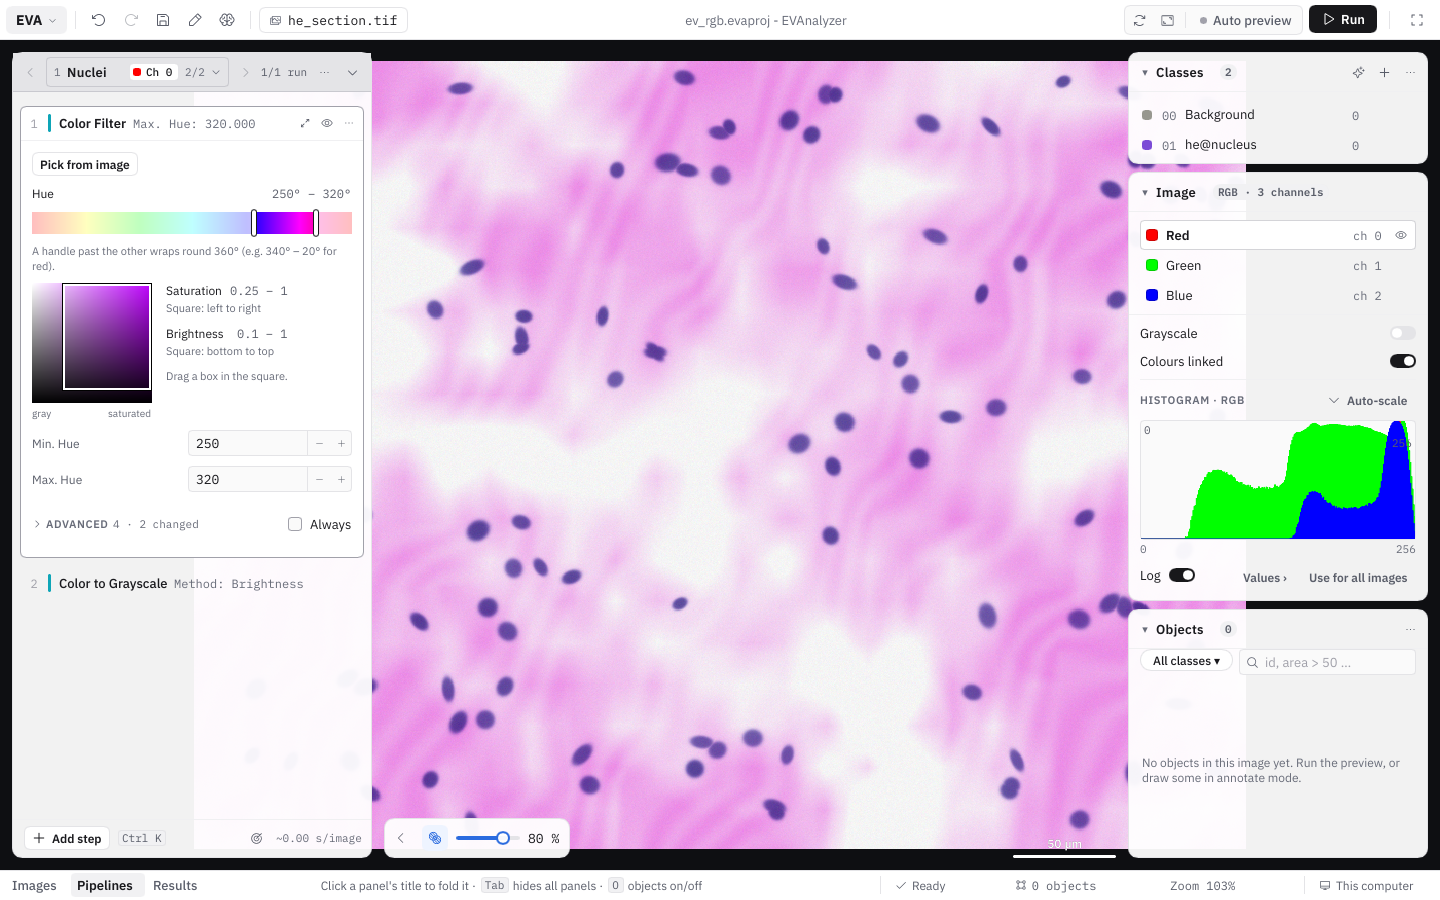 EVA
he_section.tif
ev_rgb.evaproj - EVAnalyzer
Auto preview
Run
1 Nuclei Ch 0 2/2
1/1 run
1 Color Filter Max. Hue: 320.000
Pick from image
Hue 250° – 320°
A handle past the other wraps round 360° (e.g. 340° – 20° for
red).
Saturation 0.25 – 1
Square: left to right
Brightness 0.1 – 1
Square: bottom to top
Drag a box in the square.
gray saturated
Min. Hue 250 − +
Max. Hue 320 − +
ADVANCED 4 · 2 changed Always
2 Color to Grayscale Method: Brightness
+ Add step Ctrl K ~0.00 s/image
80 %
50 µm
Classes 2
00 Background 0
01 he@nucleus 0
Image RGB · 3 channels
Red ch 0
Green ch 1
Blue ch 2
Grayscale
Colours linked
HISTOGRAM · RGB Auto-scale
0
256
0 256
Log Values › Use for all images
Objects 0
All classes ▾ id, area > 50 ...
No objects in this image yet. Run the preview, or
draw some in annotate mode.
Images Pipelines Results
Click a panel's title to fold it · Tab hides all panels · O objects on/off
Ready
0 objects
Zoom 103%
This computer